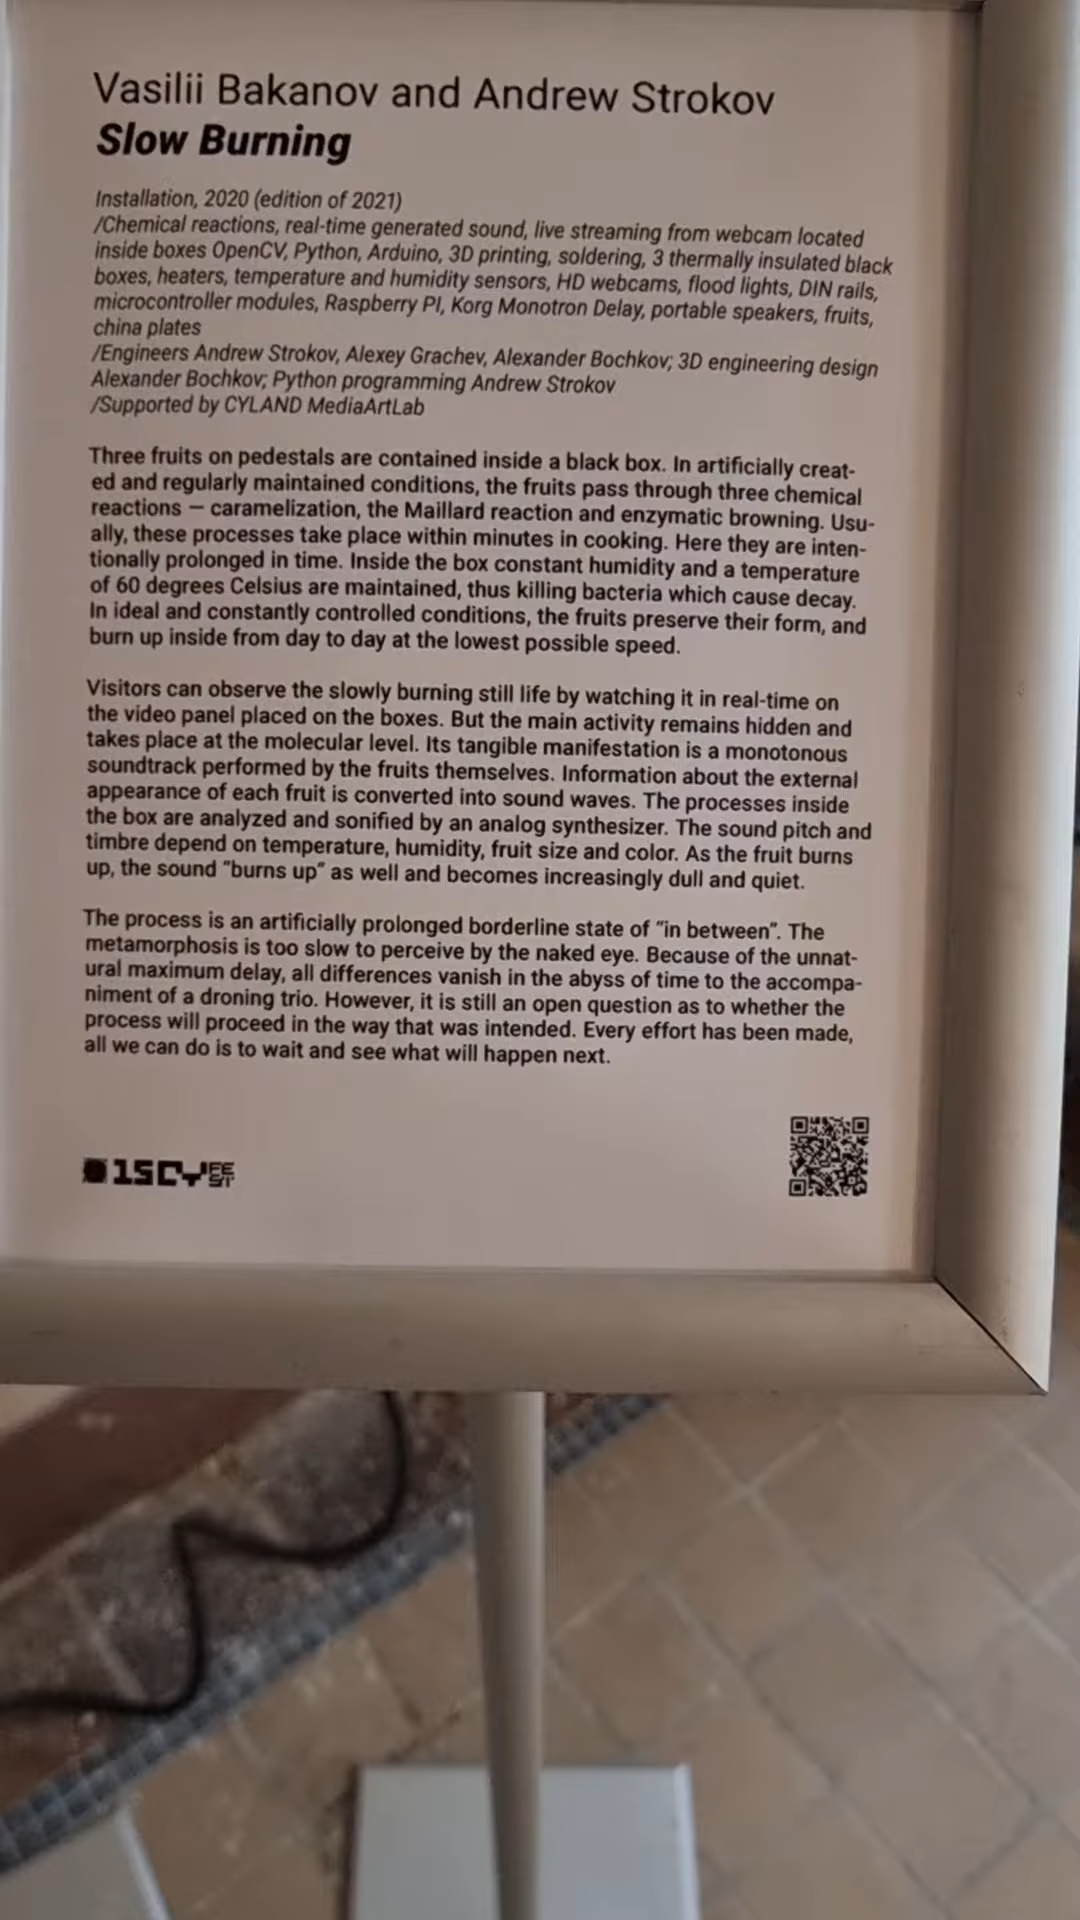 Vasilii Bakanov and Andrew Strokov
Slow Burning
Installation, 2020 (edition of 2021)
/Chemical reactions, real-time generated sound, live streaming from webcam located
inside boxes OpenCV, Python, Arduino, 3D printing, soldering, 3 thermally insulated black
boxes, heaters, temperature and humidity sensors, HD webcams, flood lights, DIN rails,
microcontroller modules, Raspberry PI, Korg Monotron Delay, portable speakers, fruits,
china plates
/Engineers Andrew Strokov, Alexey Grachev, Alexander Bochkov; 3D engineering design
Alexander Bochkov; Python programming Andrew Strokov
/Supported by CYLAND MediaArtLab
Three fruits on pedestals are contained inside a black box. In artificially creat-
ed and regularly maintained conditions, the fruits pass through three chemical
reactions — caramelization, the Maillard reaction and enzymatic browning. Usu-
ally, these processes take place within minutes in cooking. Here they are inten-
tionally prolonged in time. Inside the box constant humidity and a temperature
of 60 degrees Celsius are maintained, thus killing bacteria which cause decay.
In ideal and constantly controlled conditions, the fruits preserve their form, and
burn up inside from day to day at the lowest possible speed.
Visitors can observe the slowly burning still life by watching it in real-time on
the video panel placed on the boxes. But the main activity remains hidden and
takes place at the molecular level. Its tangible manifestation is a monotonous
soundtrack performed by the fruits themselves. Information about the external
appearance of each fruit is converted into sound waves. The processes inside
the box are analyzed and sonified by an analog synthesizer. The sound pitch and
timbre depend on temperature, humidity, fruit size and color. As the fruit burns
up, the sound "burns up" as well and becomes increasingly dull and quiet.
The process is an artificially prolonged borderline state of "in between". The
metamorphosis is too slow to perceive by the naked eye. Because of the unnat-
ural maximum delay, all differences vanish in the abyss of time to the accompa-
niment of a droning trio. However, it is still an open question as to whether the
process will proceed in the way that was intended. Every effort has been made,
all we can do is to wait and see what will happen next.
15CYFEST